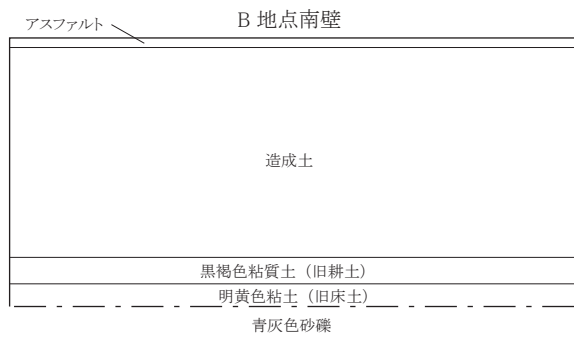 B 地点南壁
アスファルト
造成土
黒褐色粘質土（旧耕土）
明黄色粘土（旧床土）
青灰色砂礫